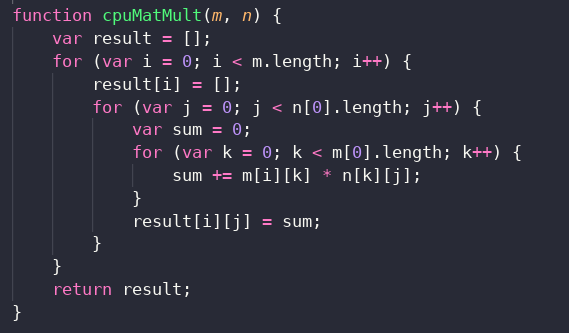 function cpuMatMult(m, n) {
    var result = [];
    for (var i = 0; i < m.length; i++) {
        result[i] = [];
        for (var j = 0; j < n[0].length; j++) {
            var sum = 0;
            for (var k = 0; k < m[0].length; k++) {
                sum += m[i][k] * n[k][j];
            }
            result[i][j] = sum;
        }
    }
    return result;
}